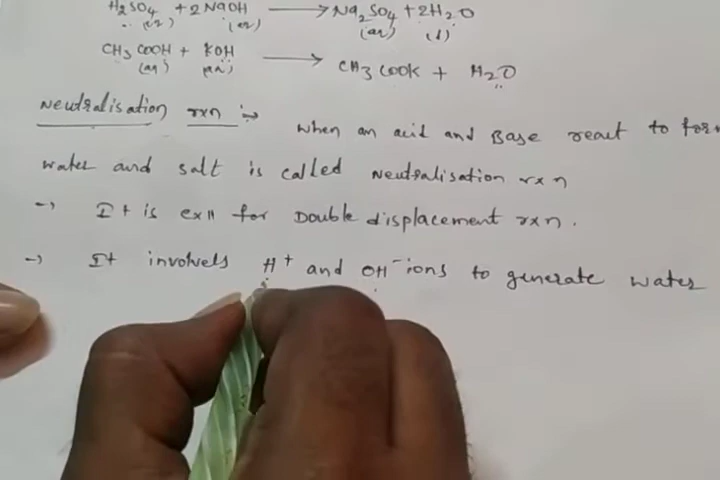 H2SO4 + 2NaOH ⟶ Na2SO4 + 2H2O
(aq) (aq) (aq) (l)
CH3COOH + KOH ⟶ CH3COOK + H2O
(aq) (aq)
Neutralisation rxn :→ When an acid and Base react to form
water and salt is called Neutralisation rxn
→ It is exll for Double displacement rxn.
→ It involvels H+ and OH- ions to generate water